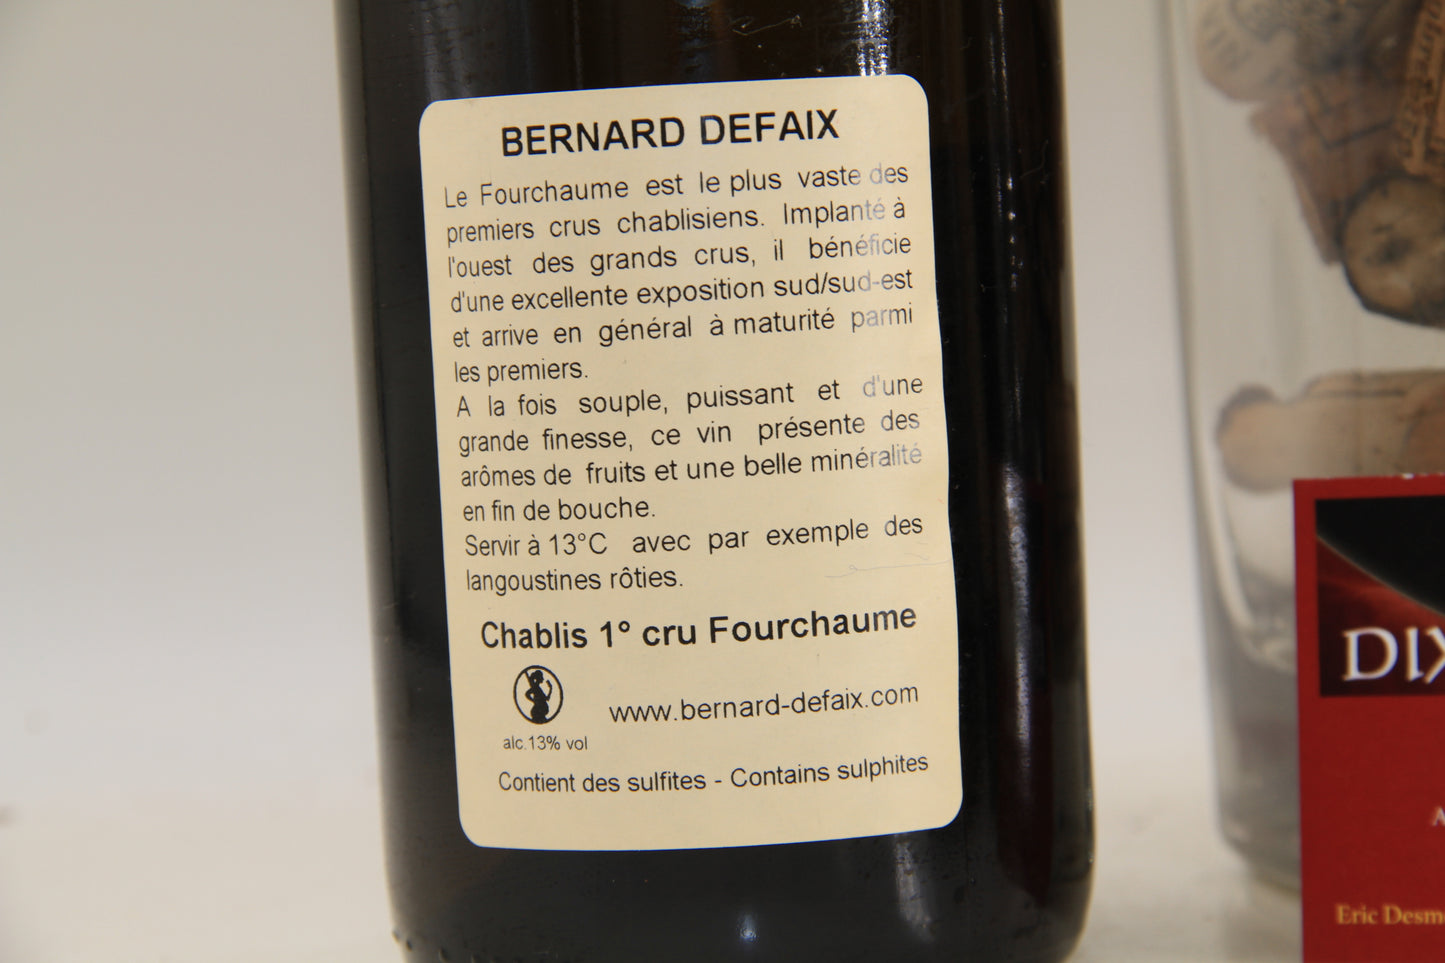 BERNARD DEFAIX
Le Fourchaume est le plus vaste des
premiers crus chablisiens. Implanté à
l'ouest des grands crus, il bénéficie
d'une excellente exposition sud/sud-est
et arrive en général à maturité parmi
les premiers.
A la fois souple, puissant et d'une
grande finesse, ce vin présente des
arômes de fruits et une belle minéralité
en fin de bouche.
Servir à 13°C avec par exemple des
langoustines rôties.
Chablis 1° cru Fourchaume
www.bernard-defaix.com
alc.13% vol
Contient des sulfites - Contains sulphites
DIX
Eric Desm